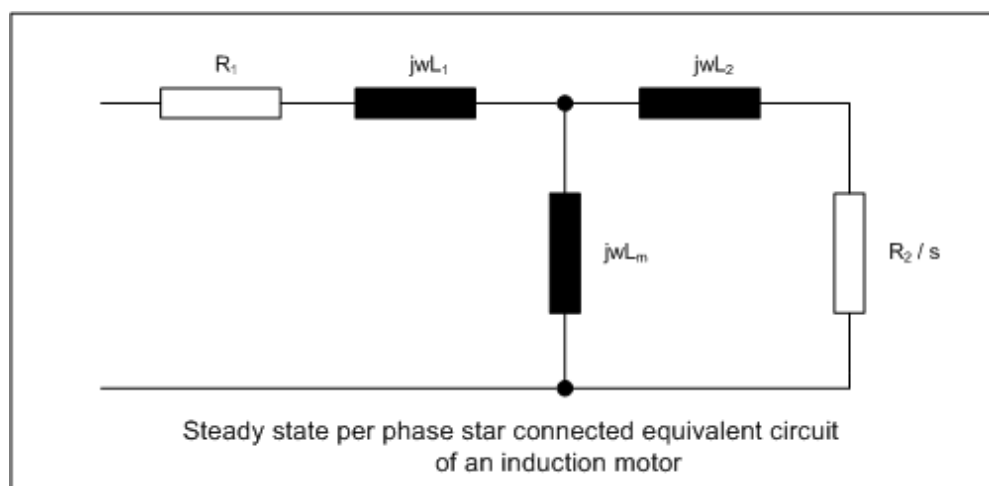 R₁
jwL₁
jwL₂
jwLₘ
R₂ / s
Steady state per phase star connected equivalent circuit
of an induction motor